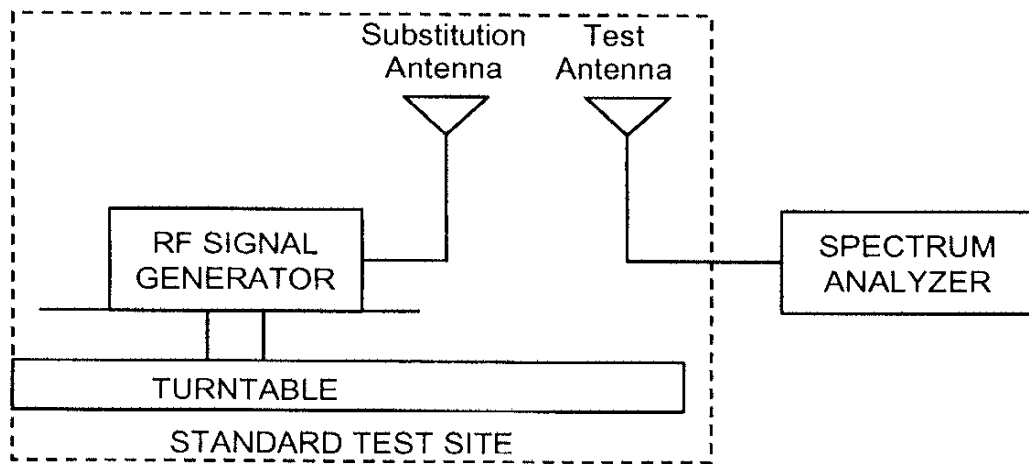 Substitution
Antenna
Test
Antenna
RF SIGNAL
GENERATOR
SPECTRUM
ANALYZER
TURNTABLE
STANDARD TEST SITE